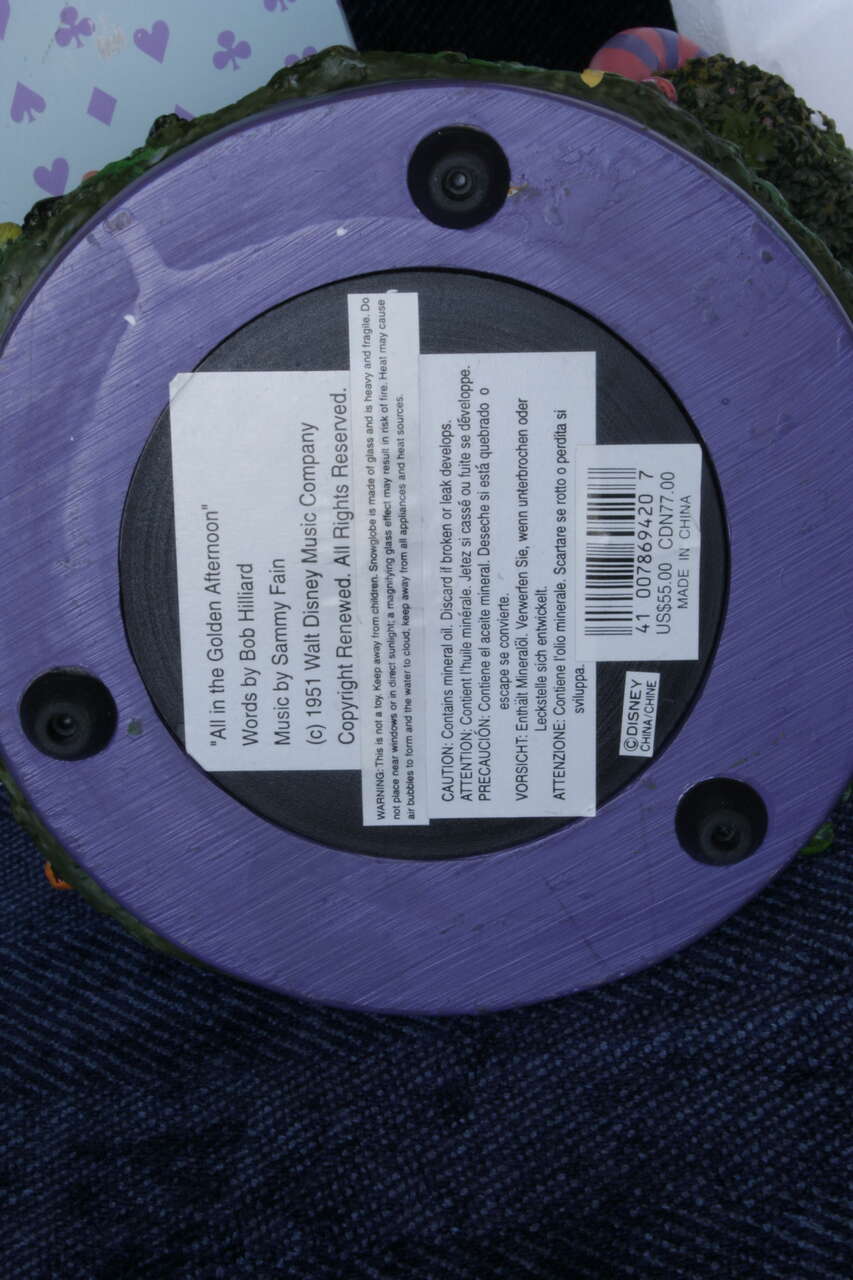 "All in the Golden Afternoon"
Words by Bob Hilliard
Music by Sammy Fain
(c) 1951 Walt Disney Music Company
Copyright Renewed. All Rights Reserved.
WARNING: This is not a toy. Keep away from children. Snowglobe is made of glass and is heavy and fragile. Do
not place near windows or in direct sunlight; a magnifying glass effect may result in risk of fire. Heat may cause
air bubbles to form and the water to cloud, keep away from all appliances and heat sources.
CAUTION: Contains mineral oil. Discard if broken or leak develops.
ATTENTION: Contient l'huile minérale. Jetez si cassé ou fuite se développe.
PRECAUCIÓN: Contiene el aceite mineral. Deseche si está quebrado o
escape se convierte.
VORSICHT: Enthält Mineralöl. Verwerfen Sie, wenn unterbrochen oder
Leckstelle sich entwickelt.
ATTENZIONE: Contiene l'olio minerale. Scartare se rotto o perdita si
sviluppa.
41 007869420 7
US$55.00 CDN77.00
MADE IN CHINA
©DISNEY
CHINA/CHINE